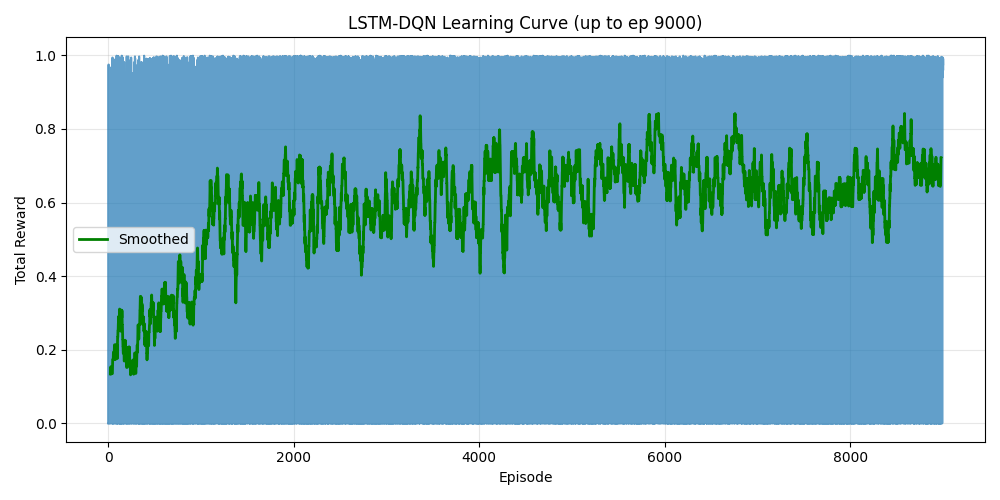 LSTM-DQN Learning Curve (up to ep 9000)
1.0
0.8
0.6
0.4
0.2
0.0
Total Reward
Smoothed
0 2000 4000 6000 8000
Episode